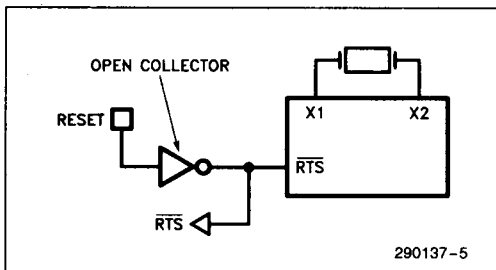 OPEN COLLECTOR
RESET
X1 X2
RTS
RTS
290137-5